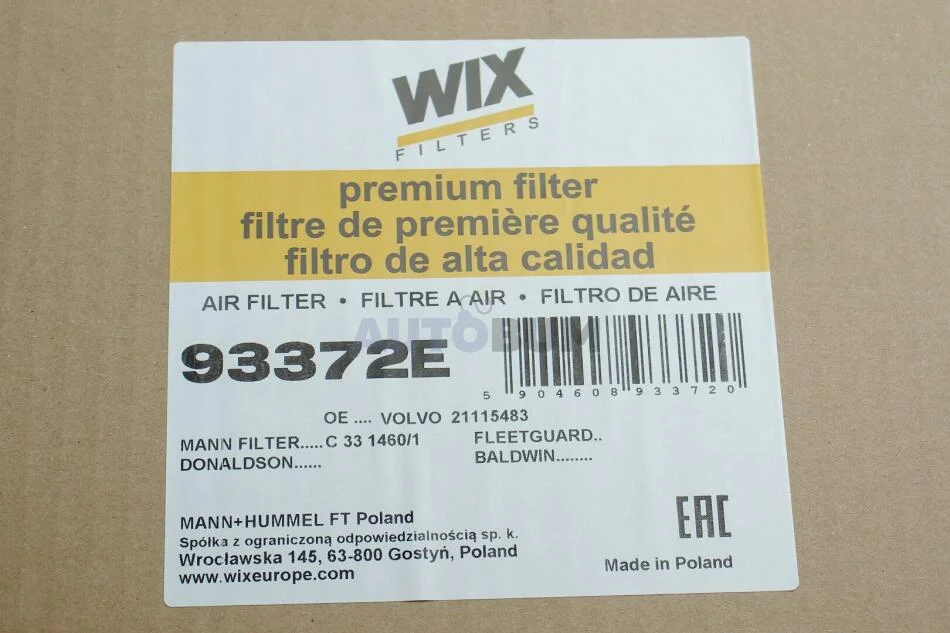 WIX
FILTERS
premium filter
filtre de première qualité
filtro de alta calidad
AIR FILTER • FILTRE A AIR • FILTRO DE AIRE
AUTOBUM
93372E
5 904608 933720
OE .... VOLVO 21115483
MANN FILTER.....C 33 1460/1
FLEETGUARD..
DONALDSON......
BALDWIN........
MANN+HUMMEL FT Poland
Spółka z ograniczoną odpowiedzialnością sp. k.
Wrocławska 145, 63-800 Gostyń, Poland
www.wixeurope.com
EAC
Made in Poland